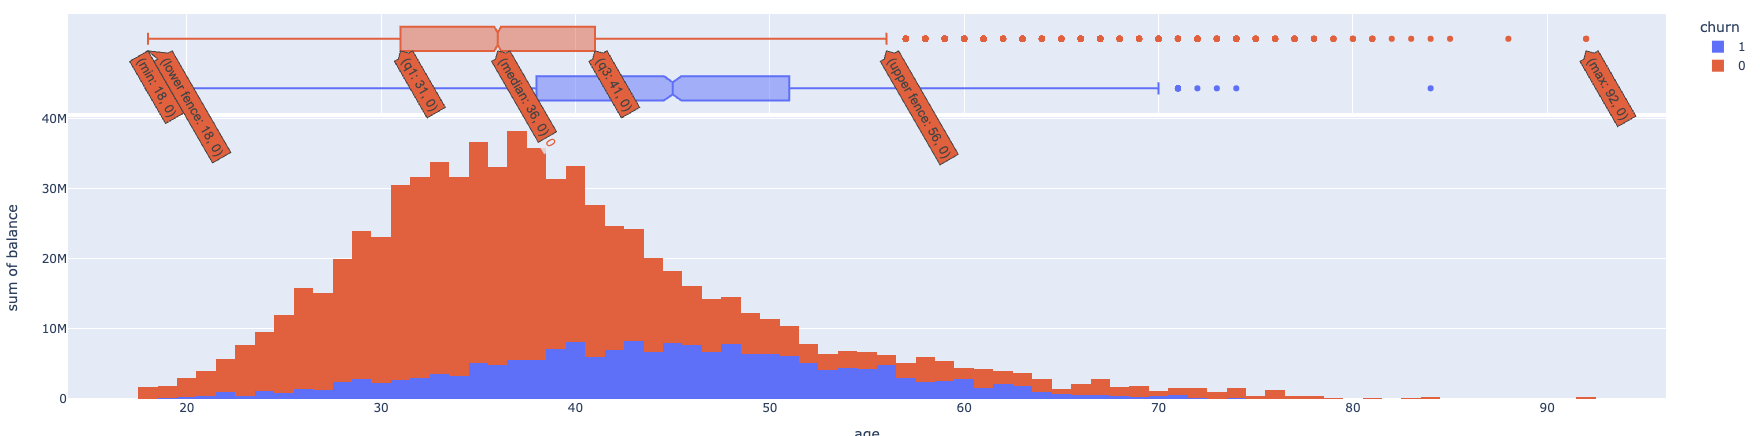 churn
1
0
(min: 18, 0)
(lower fence: 18, 0)
(q1: 31, 0)
(median: 36, 0)
0
(q3: 41, 0)
(upper fence: 56, 0)
(max: 92, 0)
40M
30M
20M
10M
0
sum of balance
20 30 40 50 60 70 80 90
age